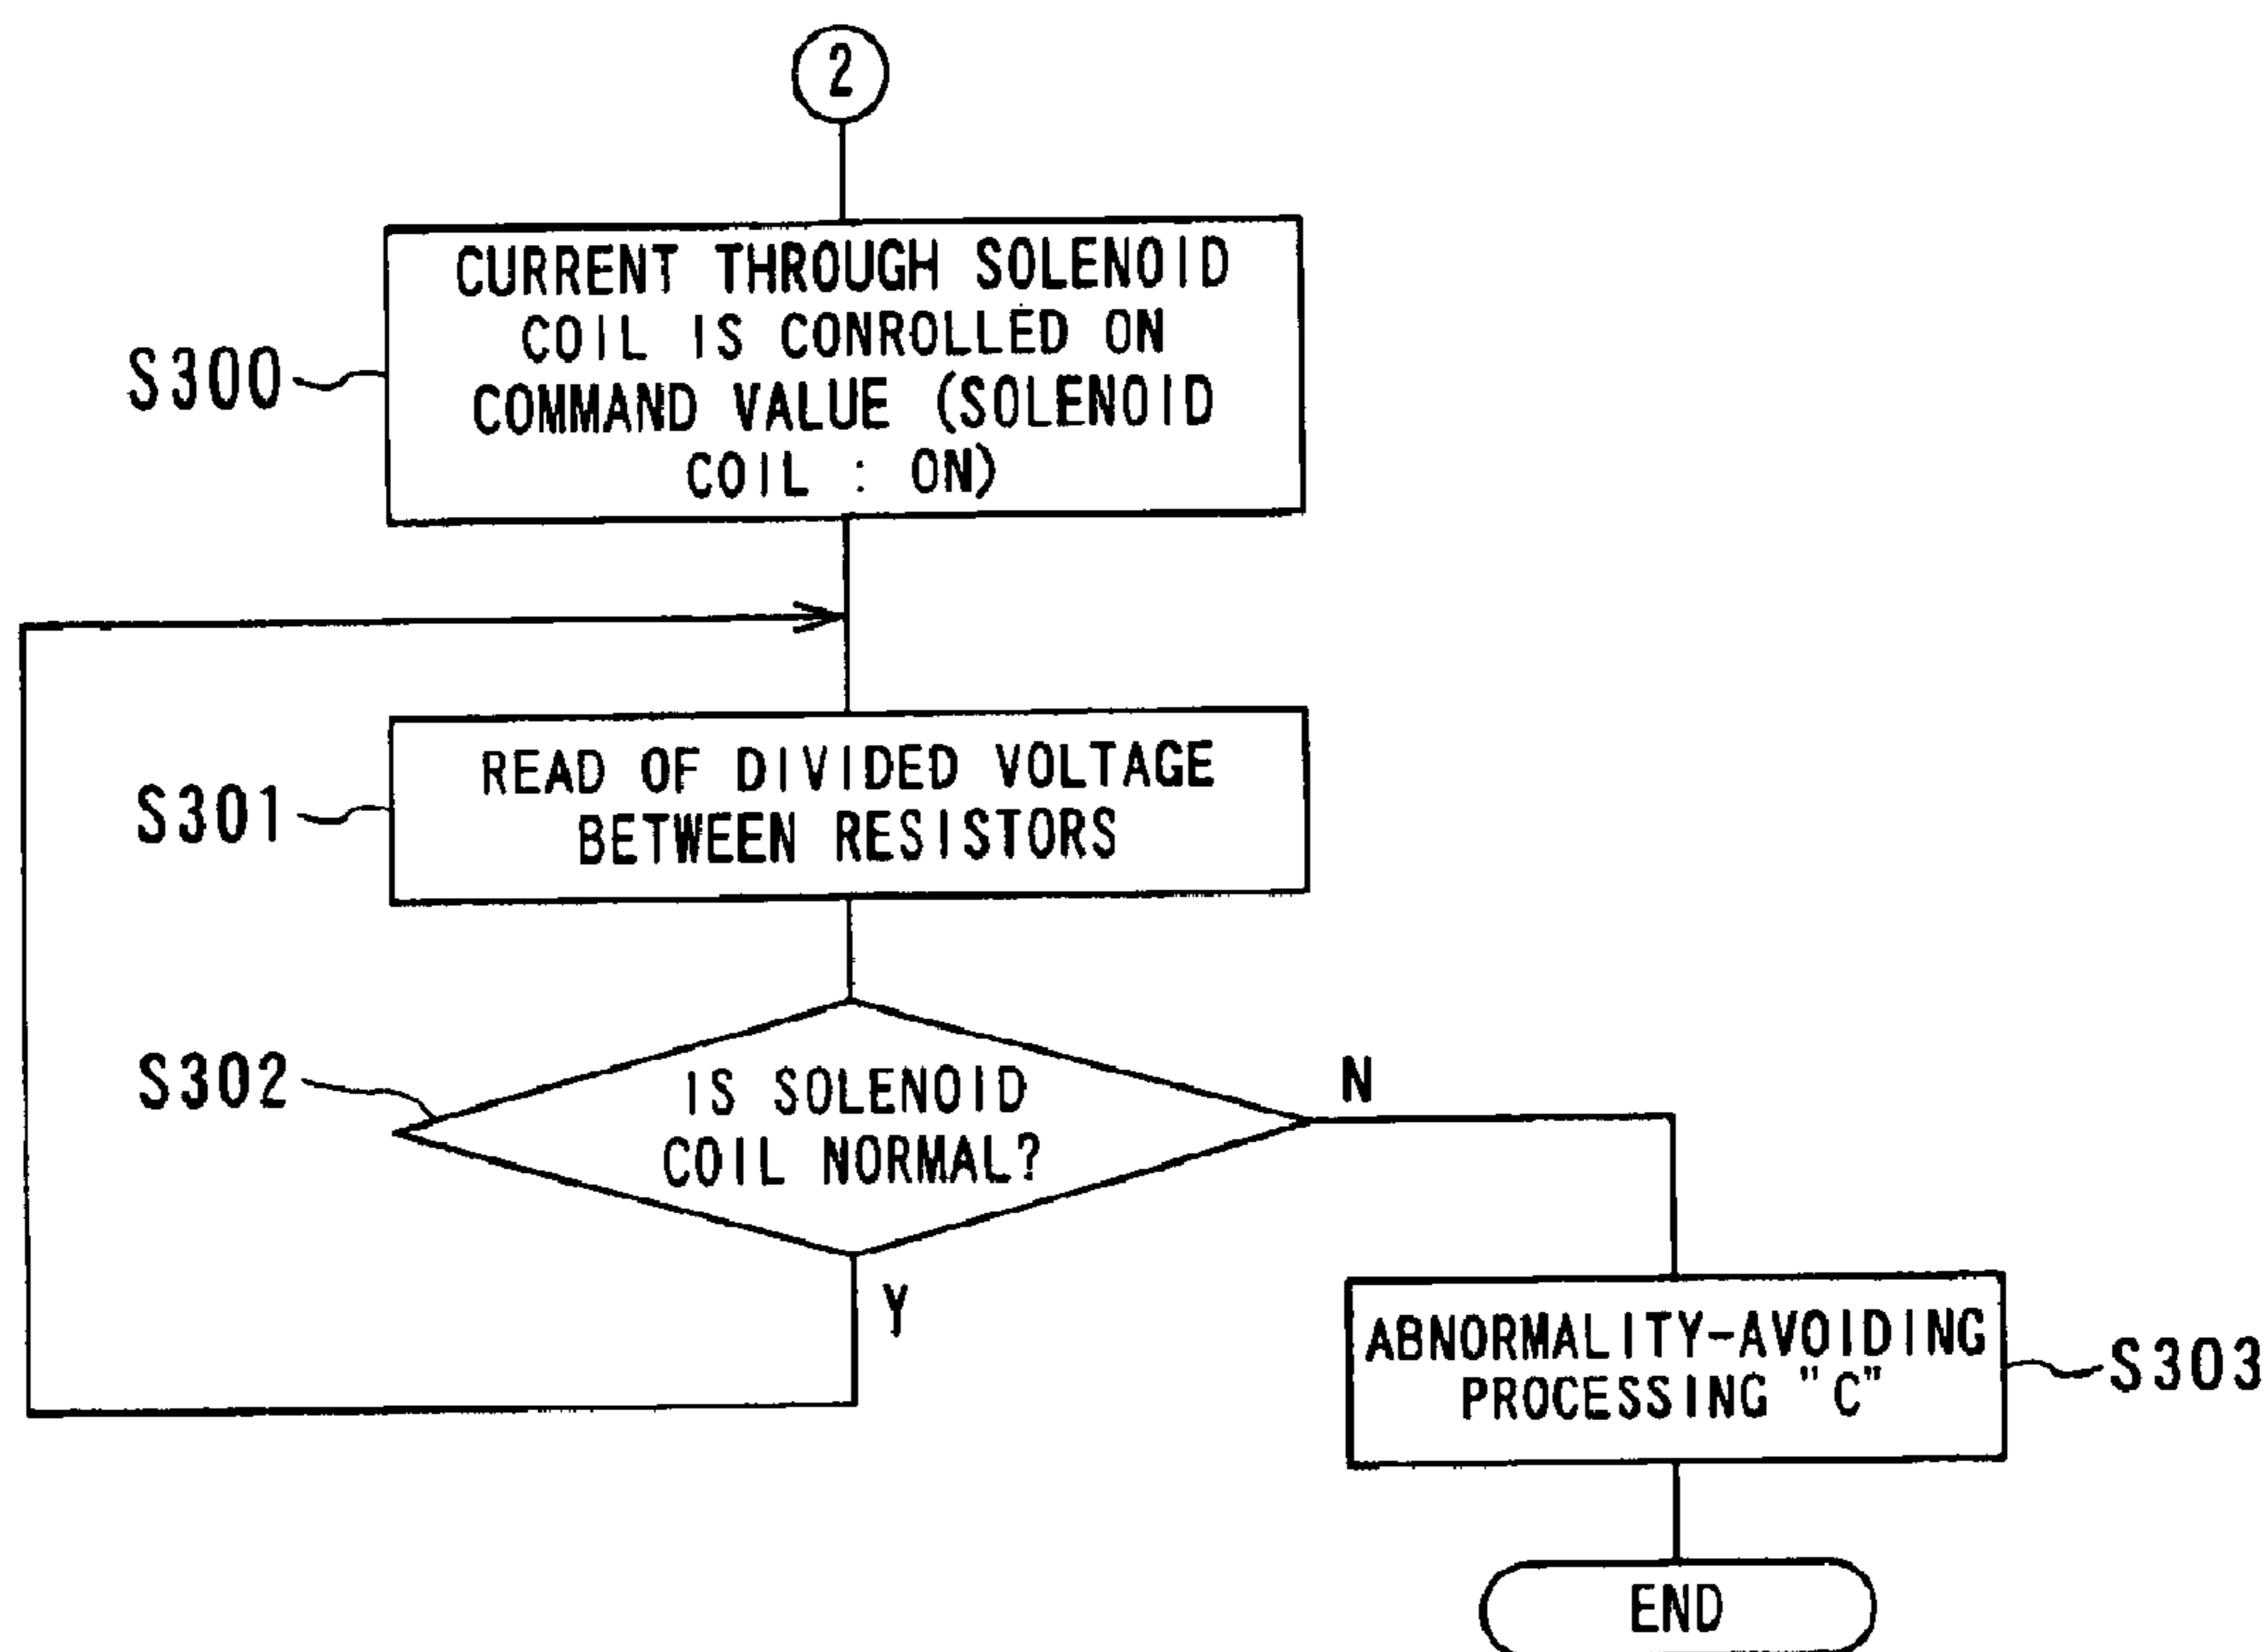 2
CURRENT THROUGH SOLENOID
COIL IS CONROLLED ON
COMMAND VALUE (SOLENOID
COIL : ON)
S300
READ OF DIVIDED VOLTAGE
BETWEEN RESISTORS
S301
S302
IS SOLENOID
COIL NORMAL?
N
Y
ABNORMALITY-AVOIDING
PROCESSING "C"
S303
END